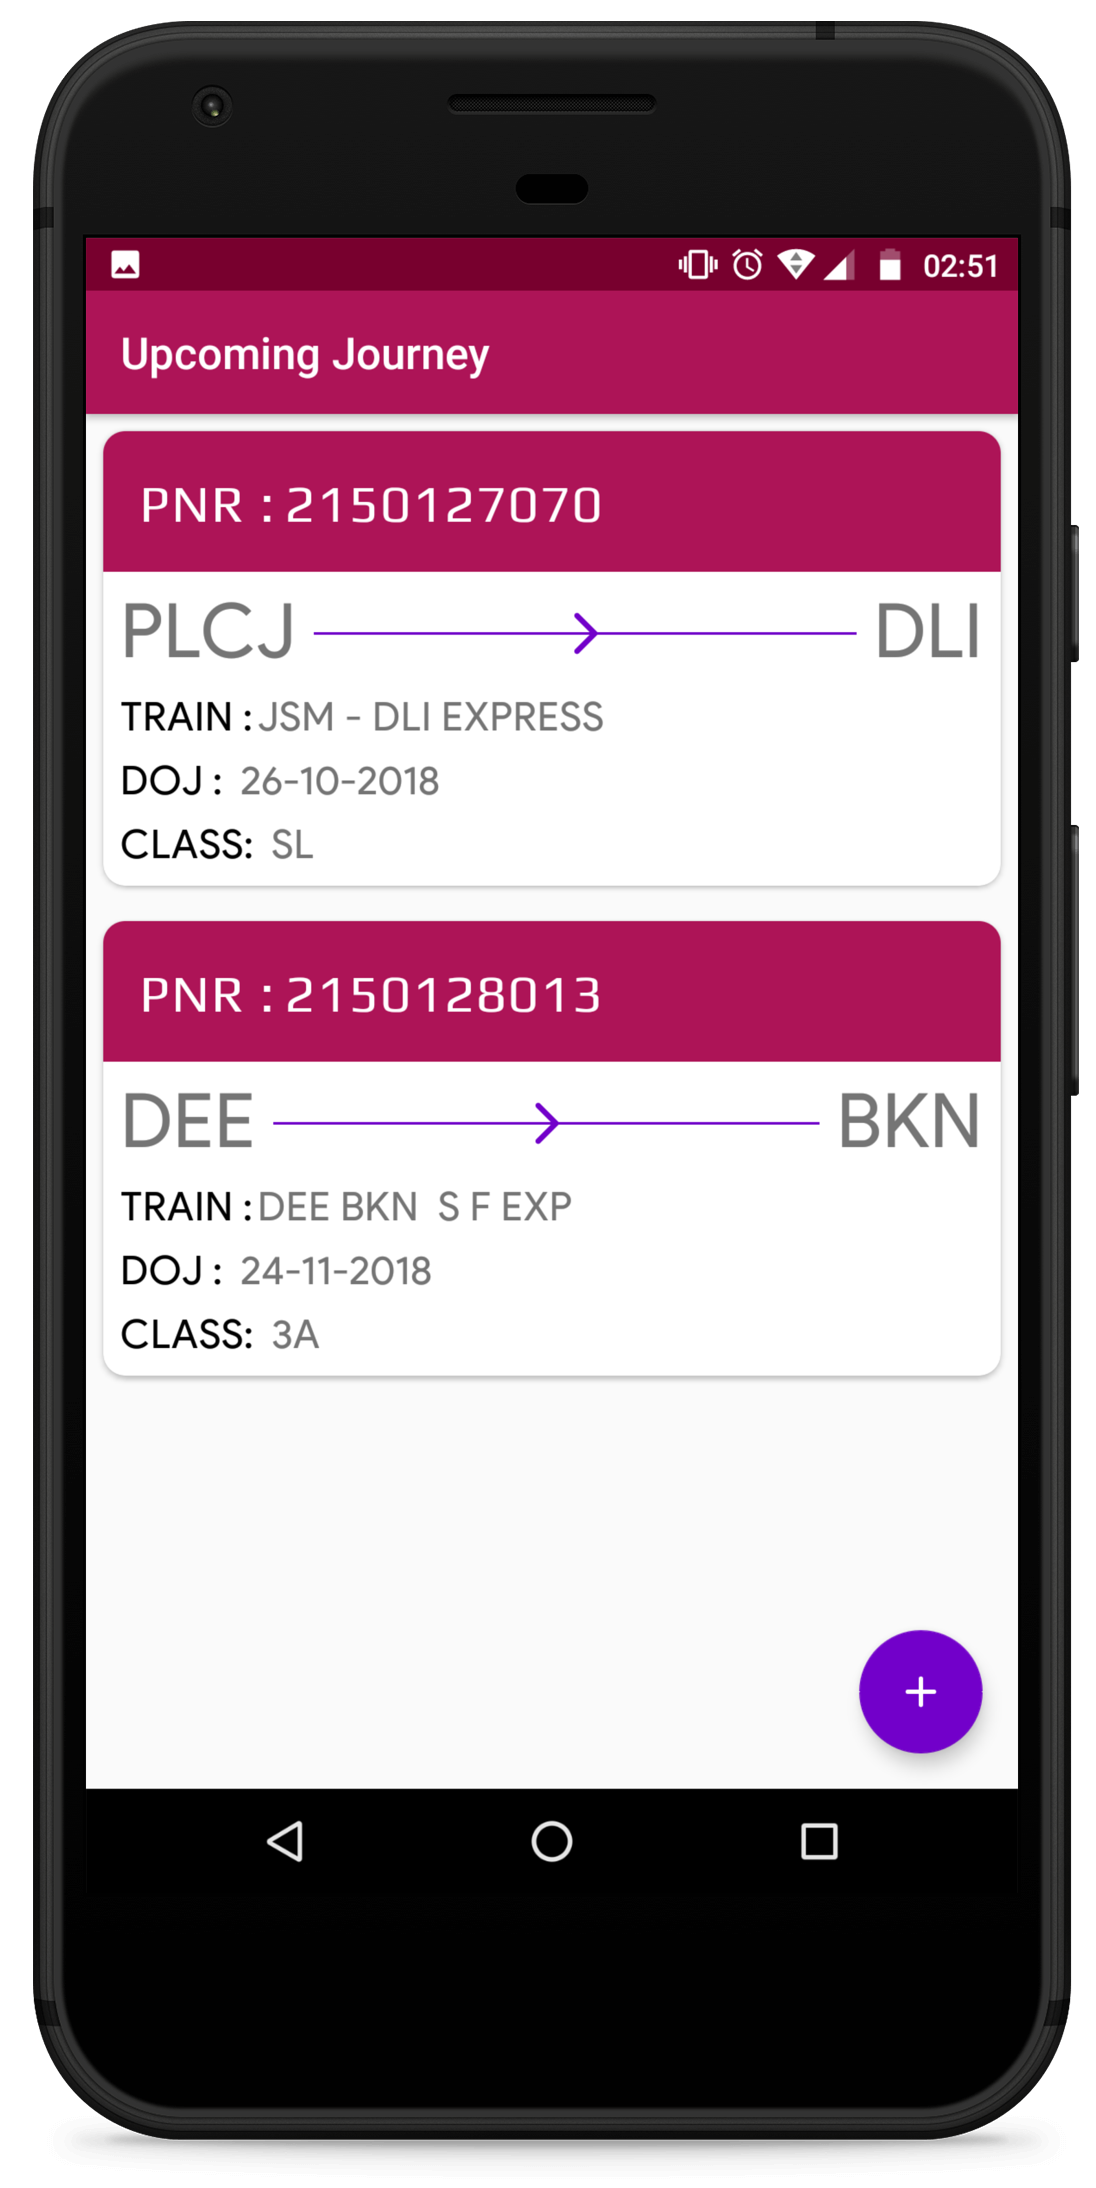 02:51
Upcoming Journey
PNR : 2150127070
PLCJ DLI
TRAIN : JSM - DLI EXPRESS
DOJ : 26-10-2018
CLASS: SL
PNR : 2150128013
DEE BKN
TRAIN : DEE BKN  S F EXP
DOJ : 24-11-2018
CLASS: 3A